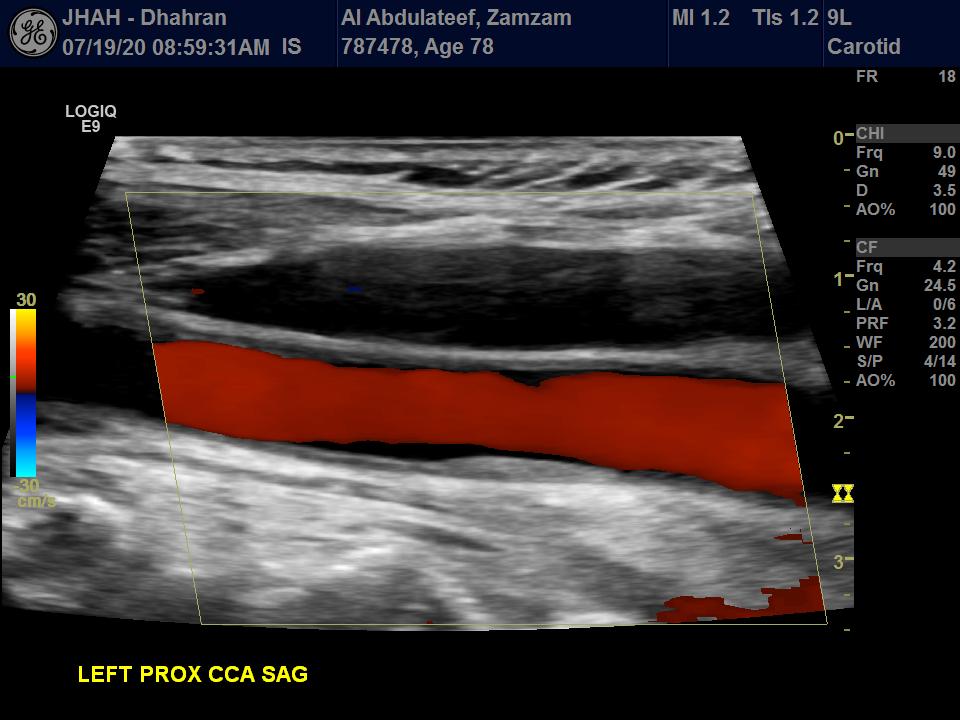 GE
JHAH - Dhahran
07/19/20 08:59:31AM IS
Al Abdulateef, Zamzam
787478, Age 78
MI 1.2 TIs 1.2
9L
Carotid
FR 18
LOGIQ
E9
0
1
2
3
CHI
Frq 9.0
Gn 49
D 3.5
AO% 100
CF
Frq 4.2
Gn 24.5
L/A 0/6
PRF 3.2
WF 200
S/P 4/14
AO% 100
30
-30
cm/s
LEFT PROX CCA SAG